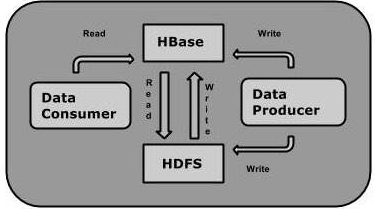 Read
HBase
Write
Data
Consumer
Read
Write
Data
Producer
HDFS
Write